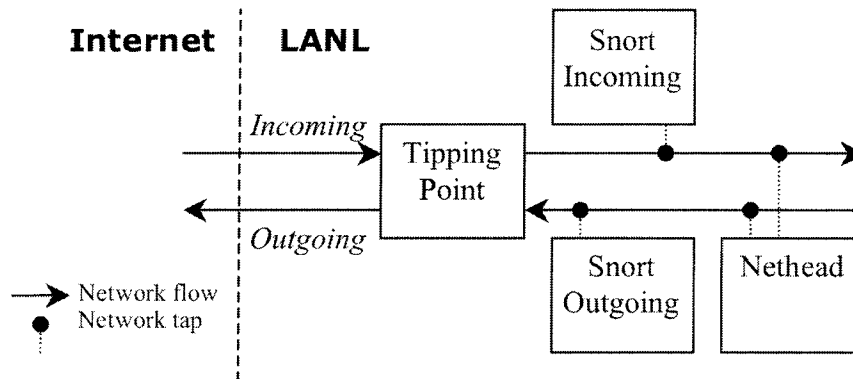 Internet
LANL
Snort
Incoming
Incoming
Tipping
Point
Outgoing
Snort
Outgoing
Nethead
Network flow
Network tap